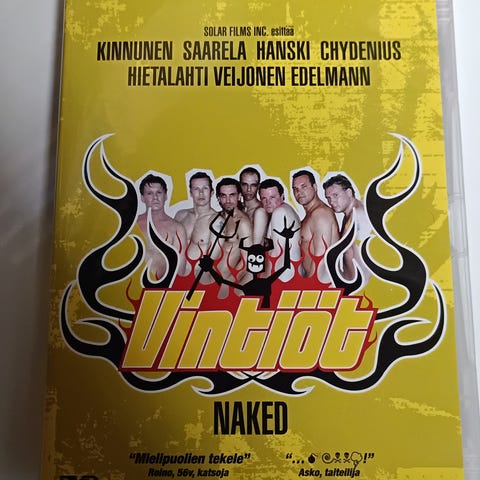 SOLAR FILMS INC. esittää
KINNUNEN SAARELA HANSKI CHYDENIUS
HIETALAHTI VEIJONEN EDELMANN
Vintiöt
NAKED
"Mielipuolien tekele"
Reino, 56v, katsoja
"...💣🌀☠☠🗯!"
Asko, taiteilija